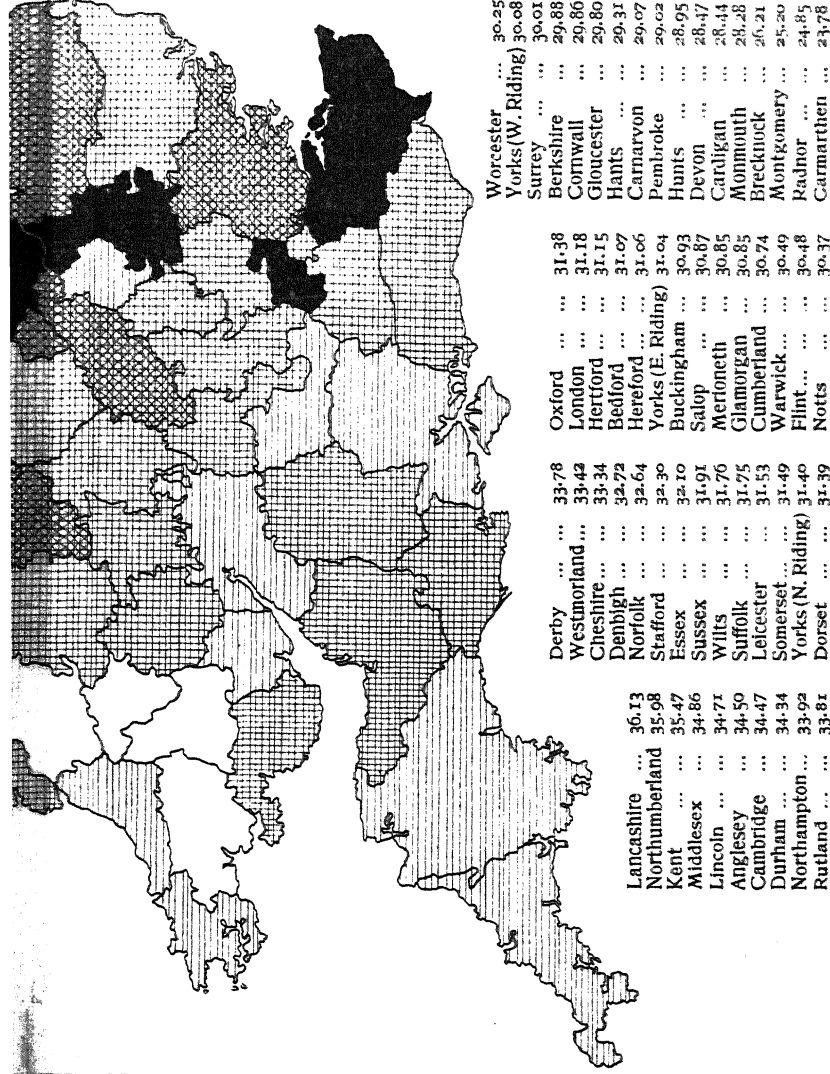 Lancashire ... 36.13
Northumberland 35.98
Kent ... ... 35.47
Middlesex ... 34.86
Lincoln ... ... 34.71
Anglesey ... 34.50
Cambridge ... 34.47
Durham ... ... 34.34
Northampton ... 33.92
Rutland ... ... 33.81
Derby ... ... 33.78
Westmorland ... 33.42
Cheshire ... ... 33.34
Denbigh ... ... 32.72
Norfolk ... ... 32.64
Stafford ... ... 32.30
Essex ... ... 32.10
Sussex ... ... 31.91
Wilts ... ... 31.76
Suffolk ... ... 31.75
Leicester ... 31.53
Somerset ... ... 31.49
Yorks (N. Riding) 31.40
Dorset ... ... 31.39
Oxford ... ... 31.38
London ... ... 31.18
Hertford ... ... 31.15
Bedford ... ... 31.07
Hereford ... ... 31.06
Yorks (E. Riding) 31.04
Buckingham ... 30.93
Salop ... ... 30.87
Merioneth ... 30.85
Glamorgan ... 30.85
Cumberland ... 30.74
Warwick ... ... 30.49
Flint ... ... 30.48
Notts ... ... 30.37
Worcester ... 30.25
Yorks (W. Riding) 30.08
Surrey ... ... 30.01
Berkshire ... 29.88
Cornwall ... 29.86
Gloucester ... 29.80
Hants ... ... 29.31
Carnarvon ... 29.07
Pembroke ... 29.02
Hunts ... ... 28.95
Devon ... ... 28.47
Cardigan ... 28.44
Monmouth ... 28.28
Brecknock ... 26.21
Montgomery ... 25.20
Radnor ... ... 24.85
Carmarthen ... 23.78